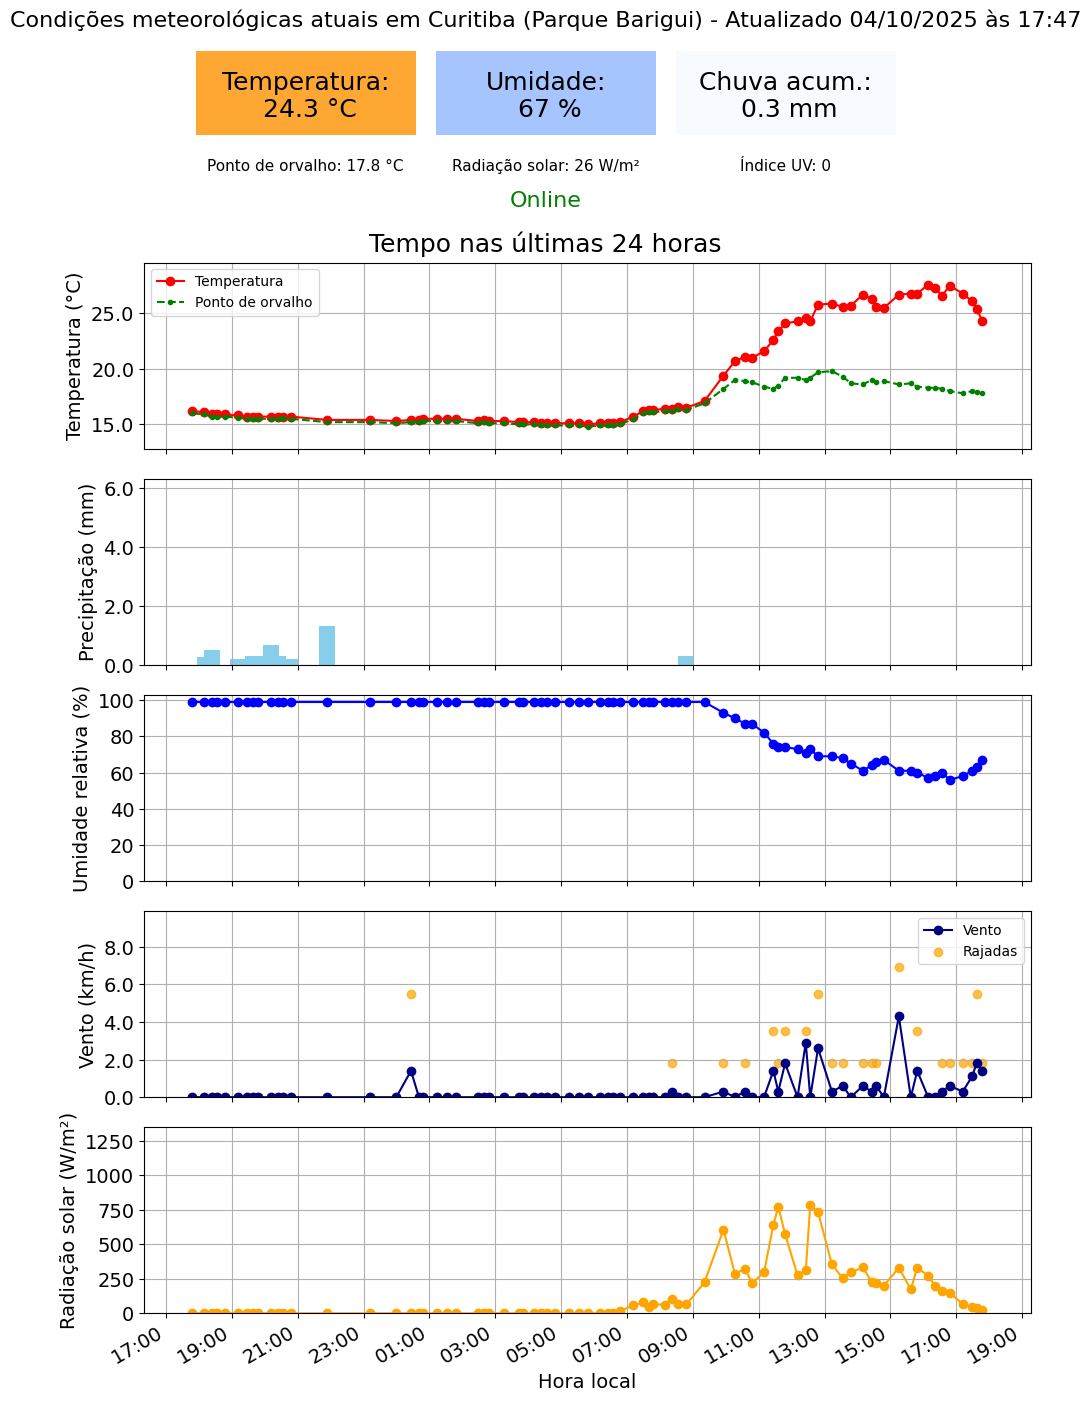 Condições meteorológicas atuais em Curitiba (Parque Barigui) - Atualizado 04/10/2025 às 17:47
Temperatura:
24.3 °C
Umidade:
67 %
Chuva acum.:
0.3 mm
Ponto de orvalho: 17.8 °C
Radiação solar: 26 W/m²
Índice UV: 0
Online
Tempo nas últimas 24 horas
Temperatura (°C)
25.0
20.0
15.0
Temperatura
Ponto de orvalho
Precipitação (mm)
6.0
4.0
2.0
0.0
Umidade relativa (%)
100
80
60
40
20
0
Vento (km/h)
8.0
6.0
4.0
2.0
0.0
Vento
Rajadas
Radiação solar (W/m²)
1250
1000
750
500
250
0
17:00
19:00
21:00
23:00
01:00
03:00
05:00
07:00
09:00
11:00
13:00
15:00
17:00
19:00
Hora local